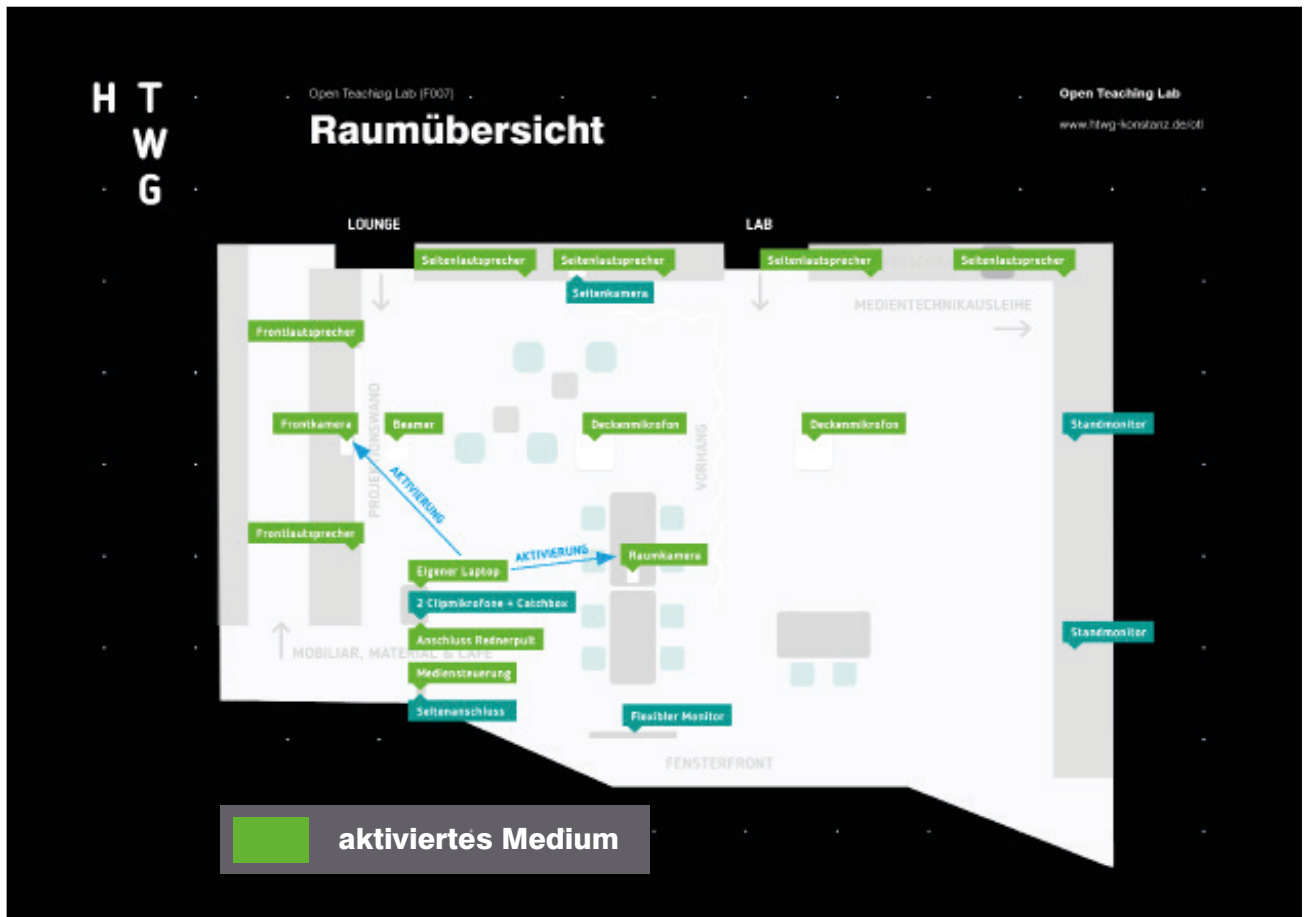 H T
W
G
Open Teaching Lab (F007)
Raumübersicht
Open Teaching Lab
www.htwg-konstanz.de/otl
LOUNGE
LAB
Seitenlautsprecher
Seitenlautsprecher
Seitenlautsprecher
Seitenlautsprecher
Seitenkamera
MEDIENTECHNIKAUSLEIHE
Frontlautsprecher
PROJEKTIONSWAND
Frontkamera
Beamer
Deckenmikrofon
VORHANG
Deckenmikrofon
Standmonitor
AKTIVIERUNG
Frontlautsprecher
AKTIVIERUNG
Raumkamera
Eigener Laptop
2 Clipmikrofone + Catchbox
Anschluss Rednerpult
MOBILIAR, MATERIAL & CAFE
Mediensteuerung
Seitenanschluss
Flexibler Monitor
Standmonitor
FENSTERFRONT
aktiviertes Medium